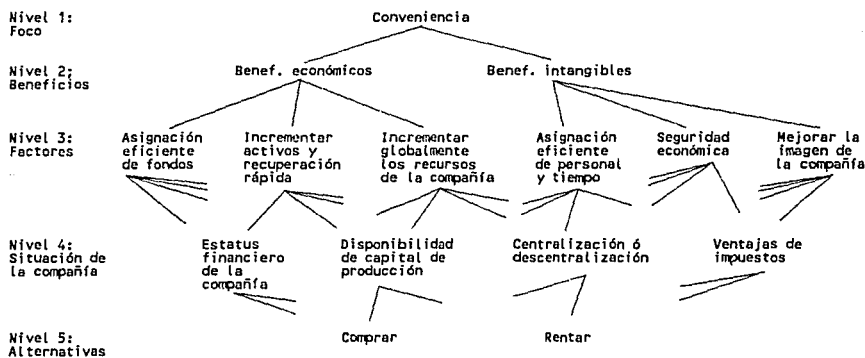 Nivel 1:
Foco
Conveniencia
Nivel 2;
Beneficios
Benef. económicos
Benef. intangibles
Nivel 3:
Factores
Asignación
eficiente
de fondos
Incrementar
activos y
recuperación
rápida
Incrementar
globalmente
los recursos
de la compañía
Asignación
eficiente
de personal
y tiempo
Seguridad
económica
Mejorar la
imagen de
la compañía
Nivel 4:
Situación de
la compañía
Estatus
financiero
de la
compañía
Disponibilidad
de capital de
producción
Centralización ó
descentralización
Ventajas de
impuestos
Nivel 5:
Alternativas
Comprar
Rentar